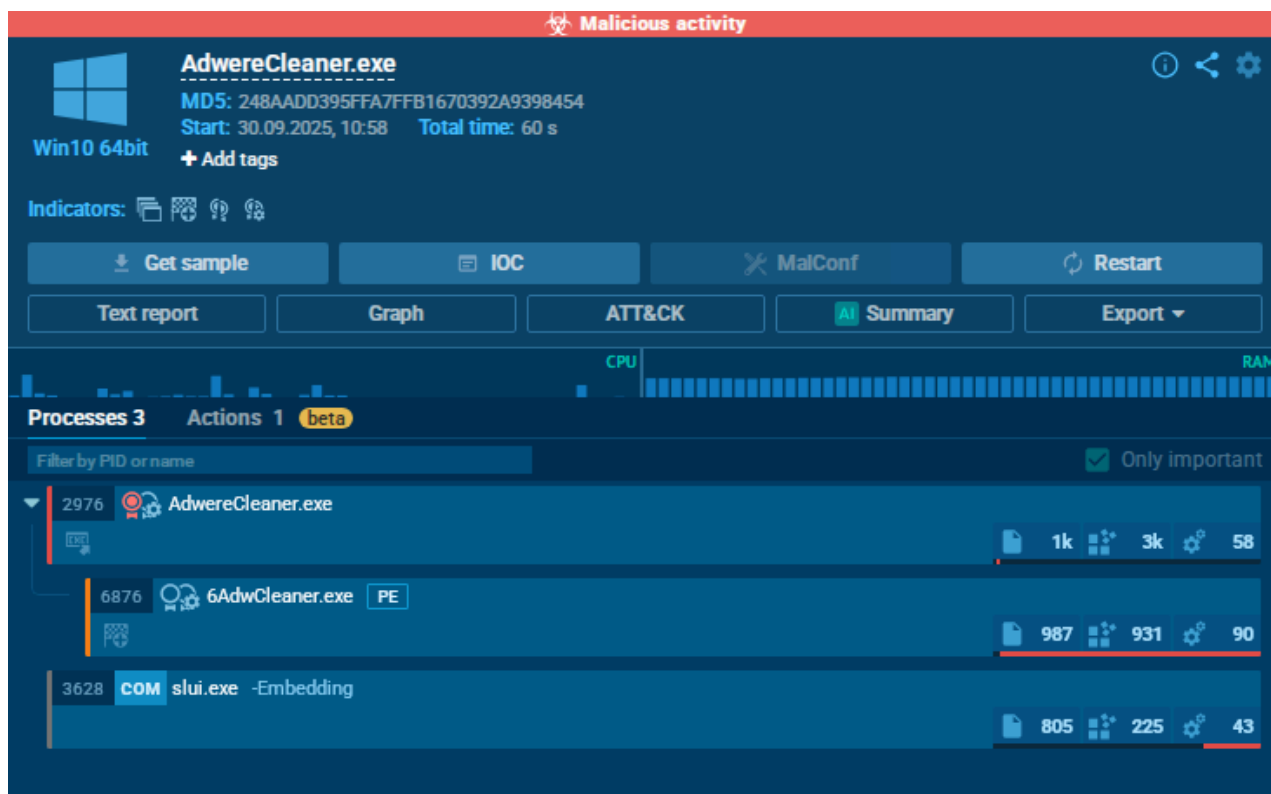 Malicious activity
AdwereCleaner.exe
MD5: 248AADD395FFA7FFB1670392A9398454
Start: 30.09.2025, 10:58 Total time: 60 s
Win10 64bit
+ Add tags
Indicators:
Get sample IOC MalConf Restart
Text report Graph ATT&CK AI Summary Export
CPU RAM
Processes 3 Actions 1 beta
Filter by PID or name Only important
2976 AdwereCleaner.exe
EXE
1k 3k 58
6876 6AdwCleaner.exe PE
987 931 90
3628 COM slui.exe -Embedding
805 225 43